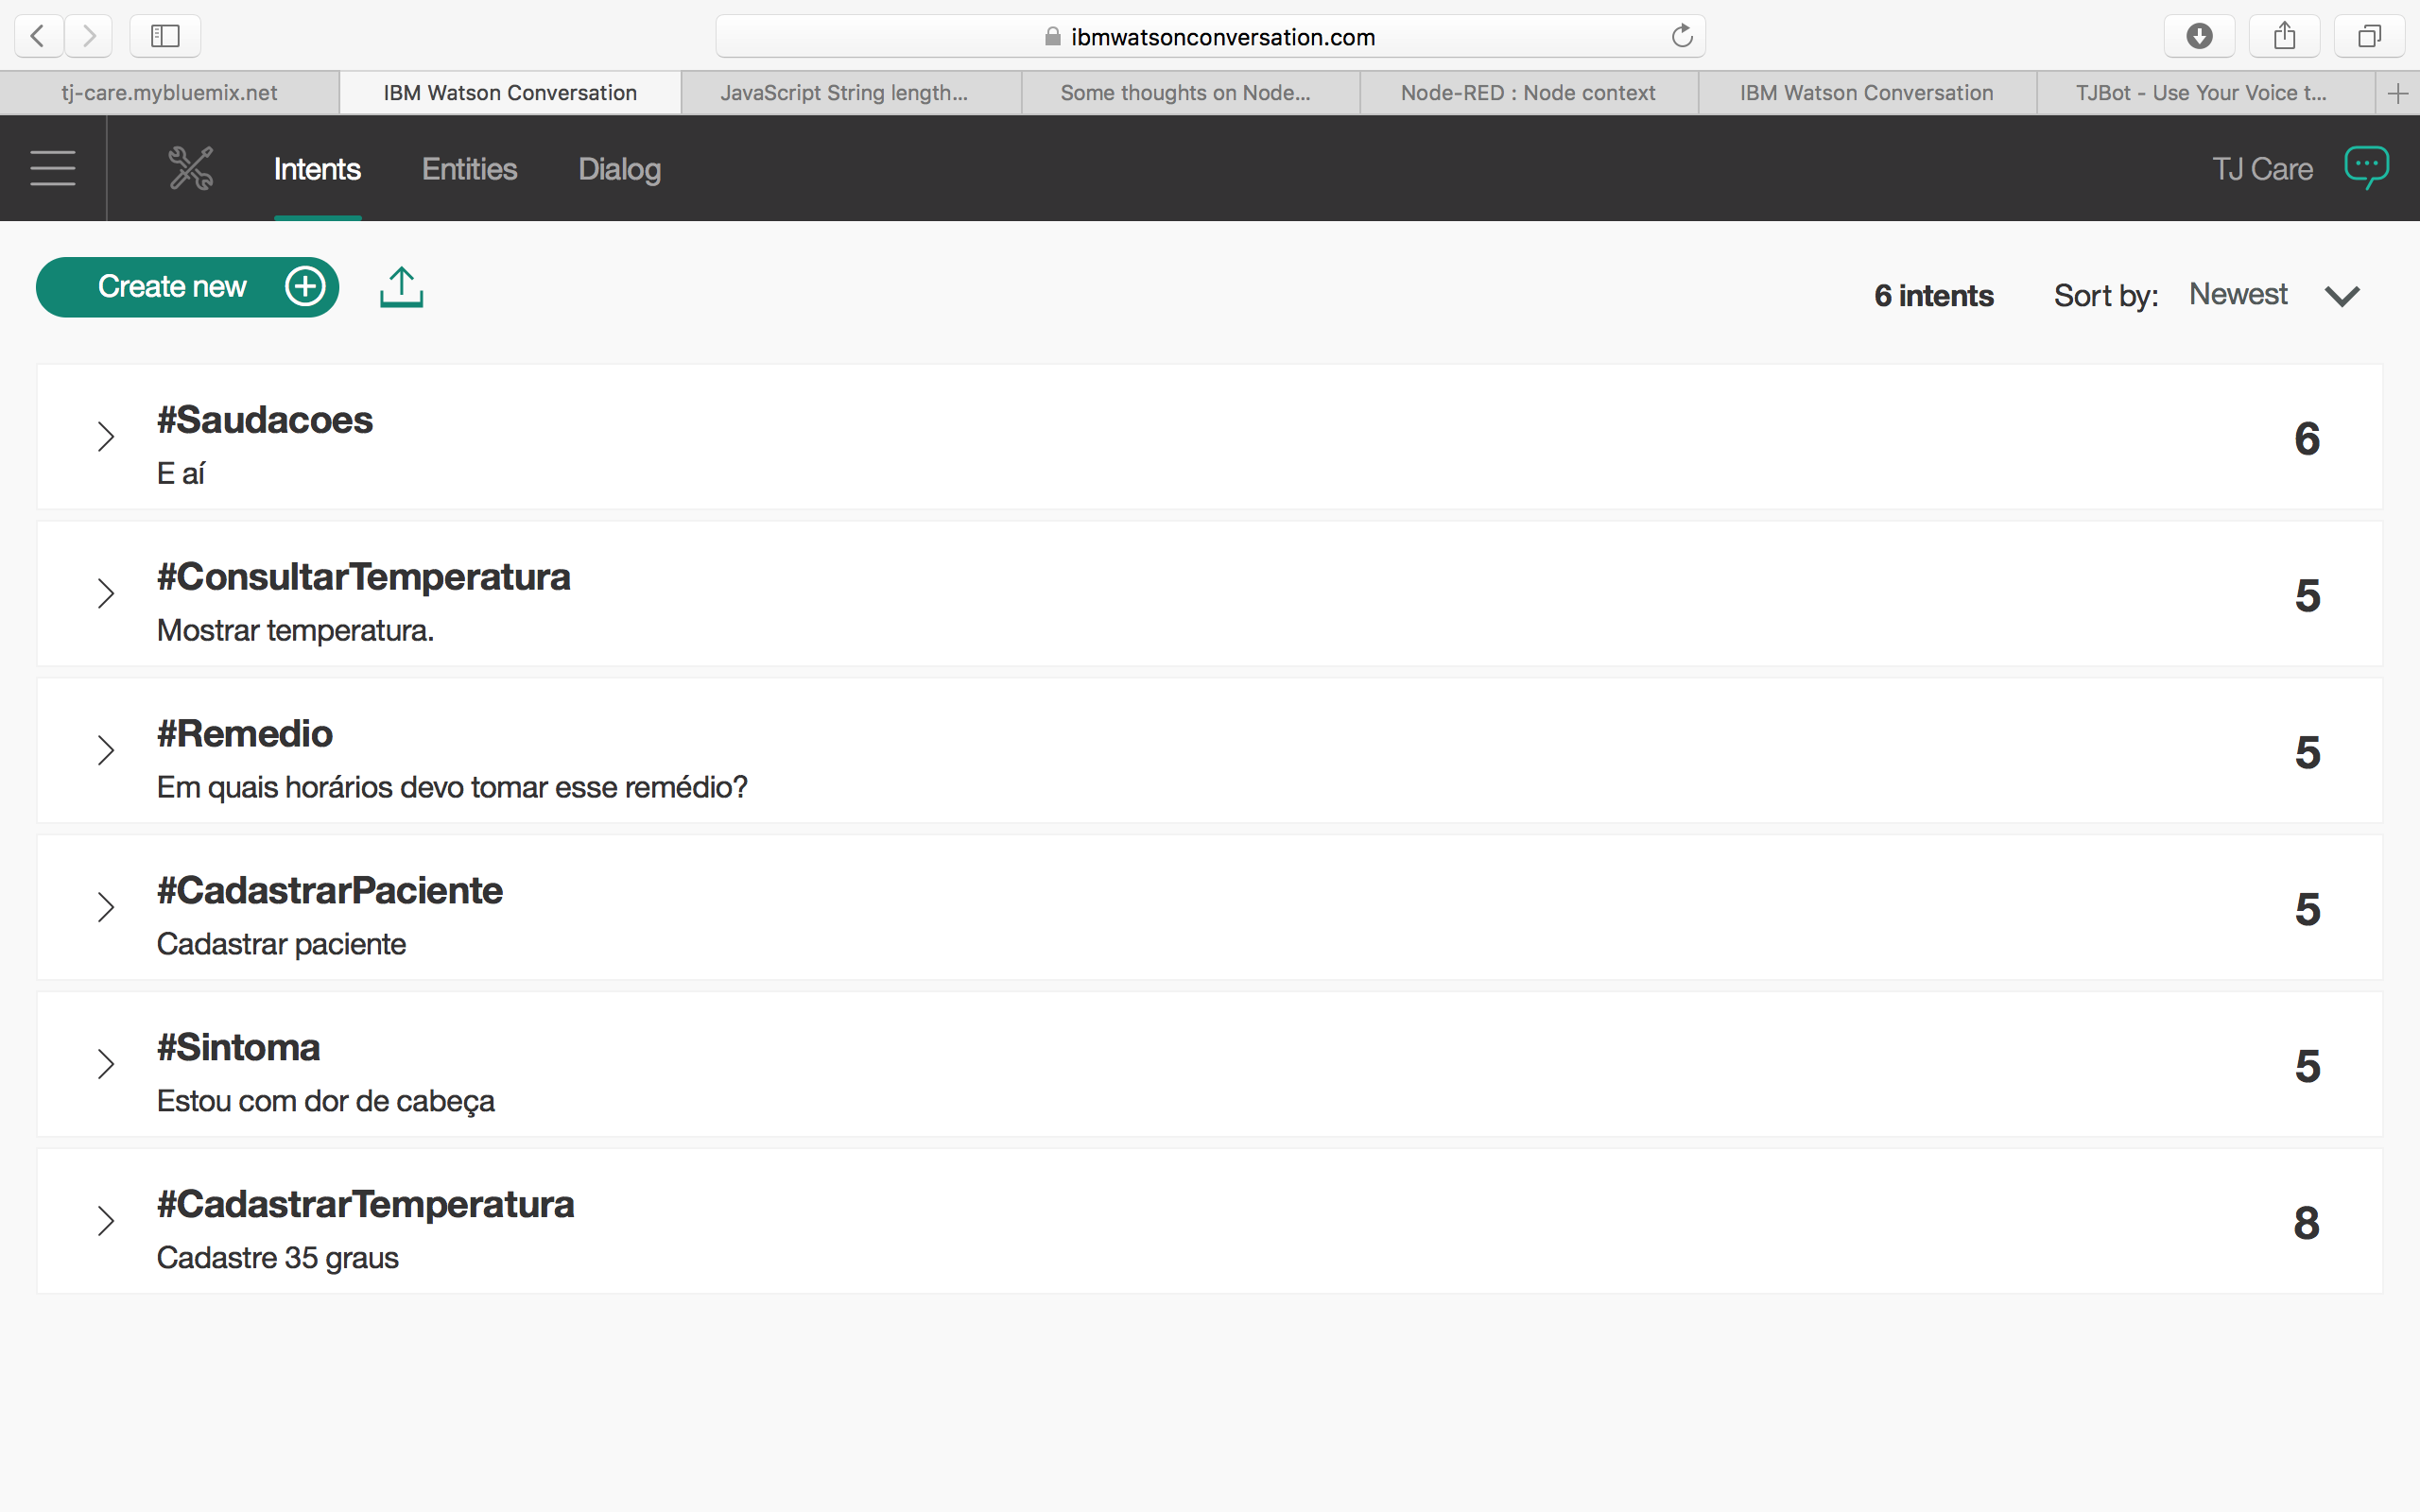 ibmwatsonconversation.com
tj-care.mybluemix.net
IBM Watson Conversation
JavaScript String length...
Some thoughts on Node...
Node-RED : Node context
IBM Watson Conversation
TJBot - Use Your Voice t...
Intents
Entities
Dialog
TJ Care
Create new
6 intents
Sort by:
Newest
#Saudacoes
6
E aí
#ConsultarTemperatura
5
Mostrar temperatura.
#Remedio
5
Em quais horários devo tomar esse remédio?
#CadastrarPaciente
5
Cadastrar paciente
#Sintoma
5
Estou com dor de cabeça
#CadastrarTemperatura
8
Cadastre 35 graus